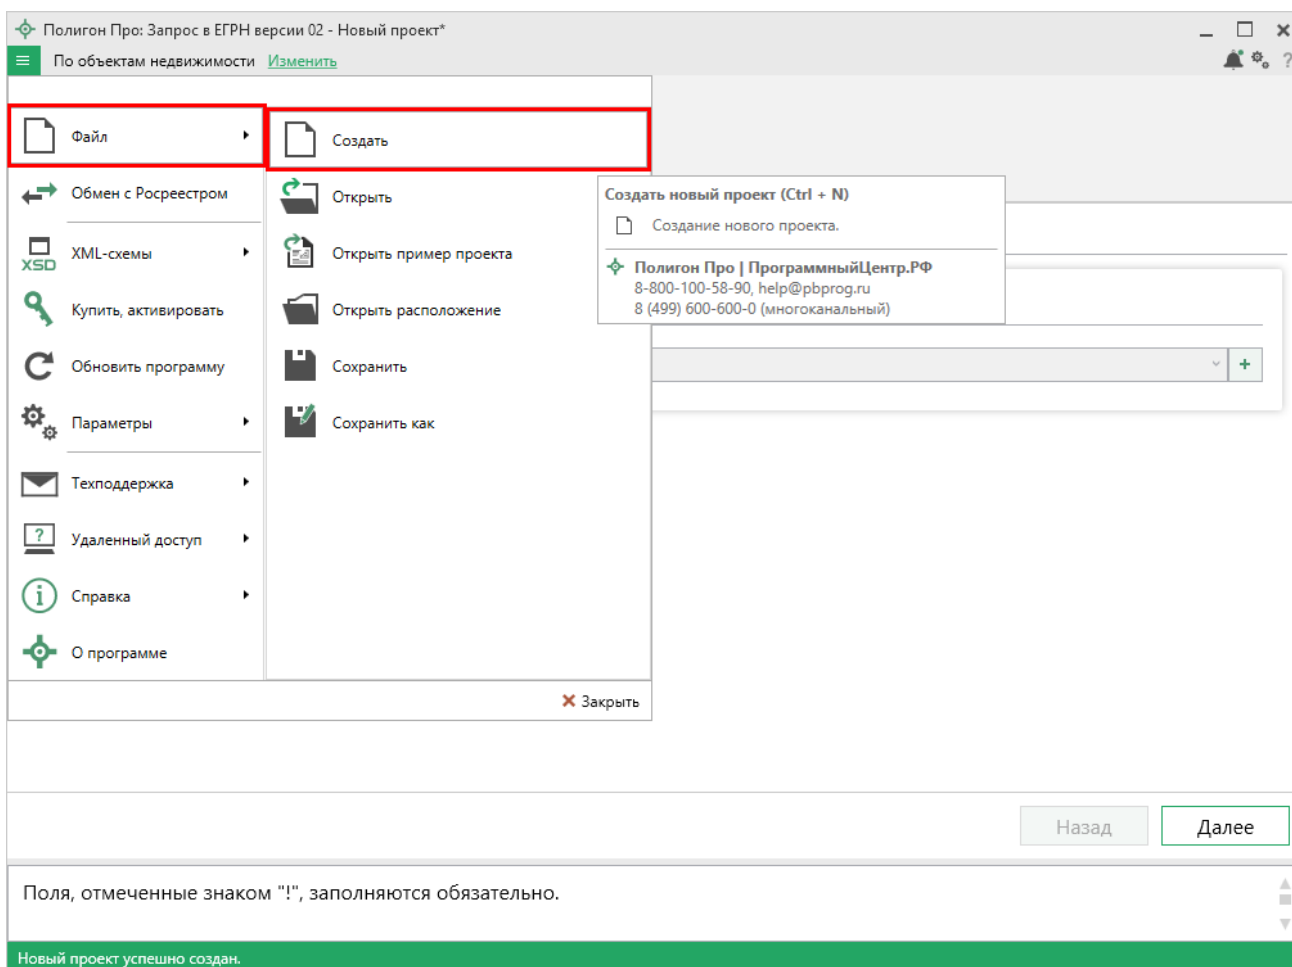 Полигон Про: Запрос в ЕГРН версии 02 - Новый проект*
По объектам недвижимости Изменить
?
Файл
Обмен с Росреестром
XSD XML-схемы
Купить, активировать
Обновить программу
Параметры
Техподдержка
? Удаленный доступ
i Справка
О программе
Создать
Открыть
Открыть пример проекта
Открыть расположение
Сохранить
Сохранить как
Создать новый проект (Ctrl + N)
Создание нового проекта.
Полигон Про | ПрограммныйЦентр.РФ
8-800-100-58-90, help@pbprog.ru
8 (499) 600-600-0 (многоканальный)
+
Закрыть
Назад Далее
Поля, отмеченные знаком "!", заполняются обязательно.
Новый проект успешно создан.